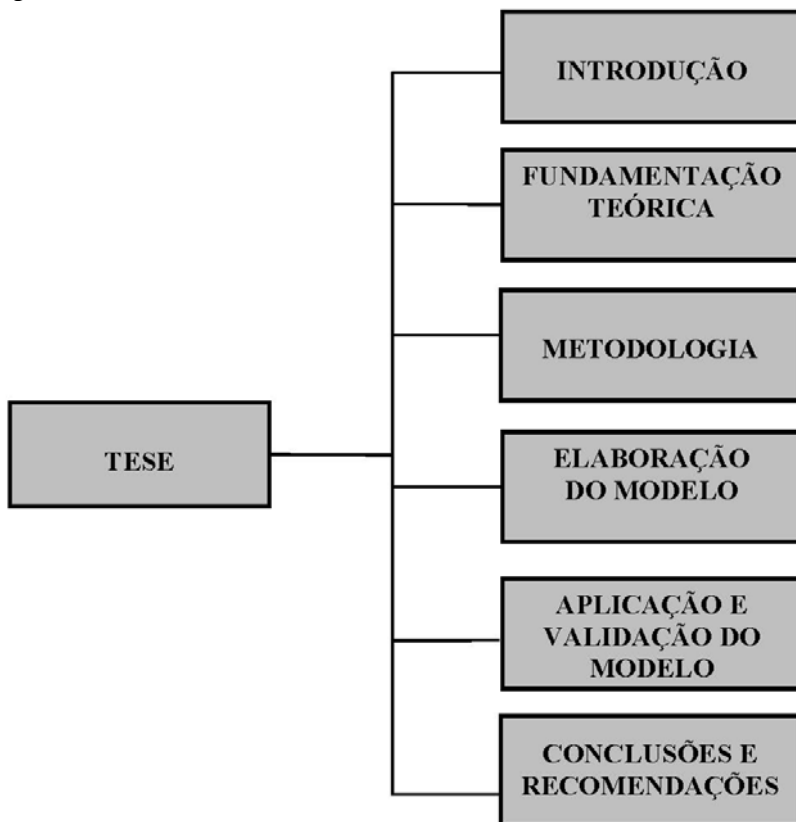 INTRODUÇÃO
FUNDAMENTAÇÃO
TEÓRICA
METODOLOGIA
TESE
ELABORAÇÃO
DO MODELO
APLICAÇÃO E
VALIDAÇÃO DO
MODELO
CONCLUSÕES E
RECOMENDAÇÕES